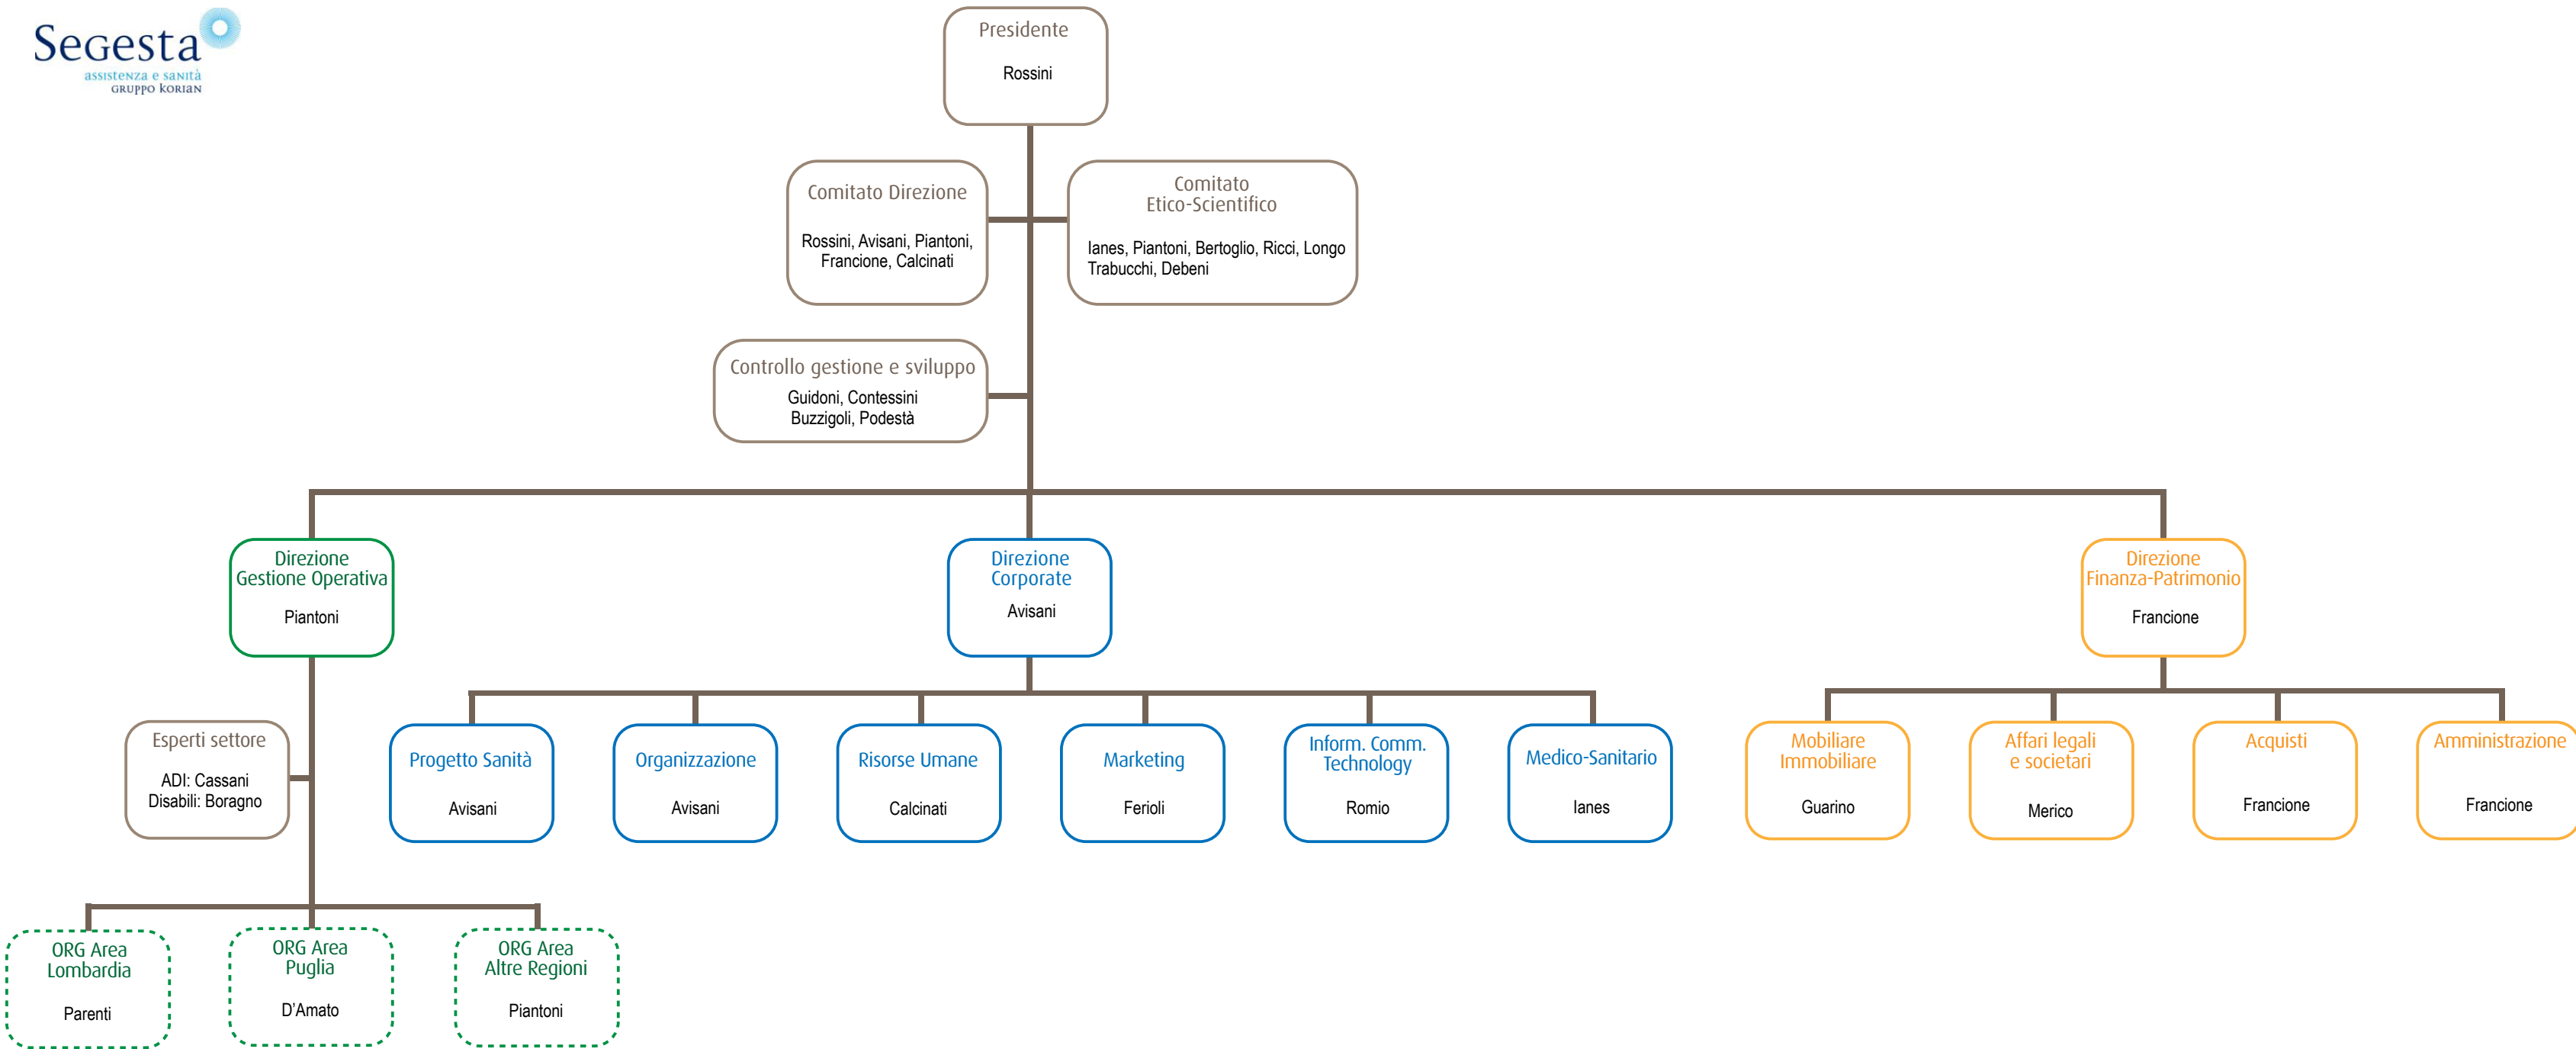 Segesta
assistenza e sanità
GRUPPO KORIAN
Presidente
Rossini
Comitato Direzione
Rossini, Avisani, Piantoni,
Francione, Calcinati
Comitato
Etico-Scientifico
Ianes, Piantoni, Bertoglio, Ricci, Longo
Trabucchi, Debeni
Controllo gestione e sviluppo
Guidoni, Contessini
Buzzigoli, Podestà
Direzione
Gestione Operativa
Piantoni
Direzione
Corporate
Avisani
Direzione
Finanza-Patrimonio
Francione
Esperti settore
ADI: Cassani
Disabili: Boragno
Progetto Sanità
Avisani
Organizzazione
Avisani
Risorse Umane
Calcinati
Marketing
Ferioli
Inform. Comm.
Technology
Romio
Medico-Sanitario
Ianes
Mobiliare
Immobiliare
Guarino
Affari legali
e societari
Merico
Acquisti
Francione
Amministrazione
Francione
ORG Area
Lombardia
Parenti
ORG Area
Puglia
D'Amato
ORG Area
Altre Regioni
Piantoni